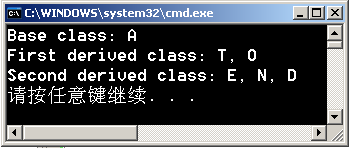 C:\WINDOWS\system32\cmd.exe
Base class: A
First derived class: T, O
Second derived class: E, N, D
请按任意键继续. . .